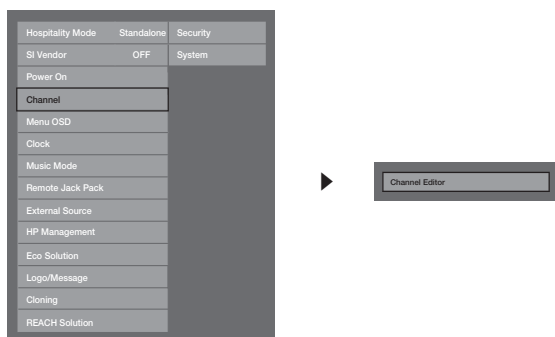 Hospitality Mode Standalone Security
SI Vendor OFF System
Power On
Channel
Menu OSD
Clock
Music Mode
Remote Jack Pack
External Source
HP Management
Eco Solution
Logo/Message
Cloning
REACH Solution
Channel Editor